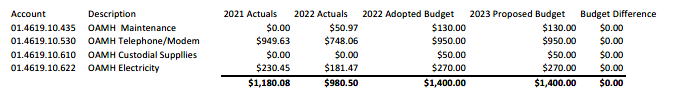 Account Description 2021 Actuals 2022 Actuals 2022 Adopted Budget 2023 Proposed Budget Budget Difference
01.4619.10.435 OAMH Maintenance $0.00 $50.97 $130.00 $130.00 $0.00
01.4619.10.530 OAMH Telephone/Modem $949.63 $748.06 $950.00 $950.00 $0.00
01.4619.10.610 OAMH Custodial Suppllies $0.00 $0.00 $50.00 $50.00 $0.00
01.4619.10.622 OAMH Electricity $230.45 $181.47 $270.00 $270.00 $0.00
$1,180.08 $980.50 $1,400.00 $1,400.00 $0.00